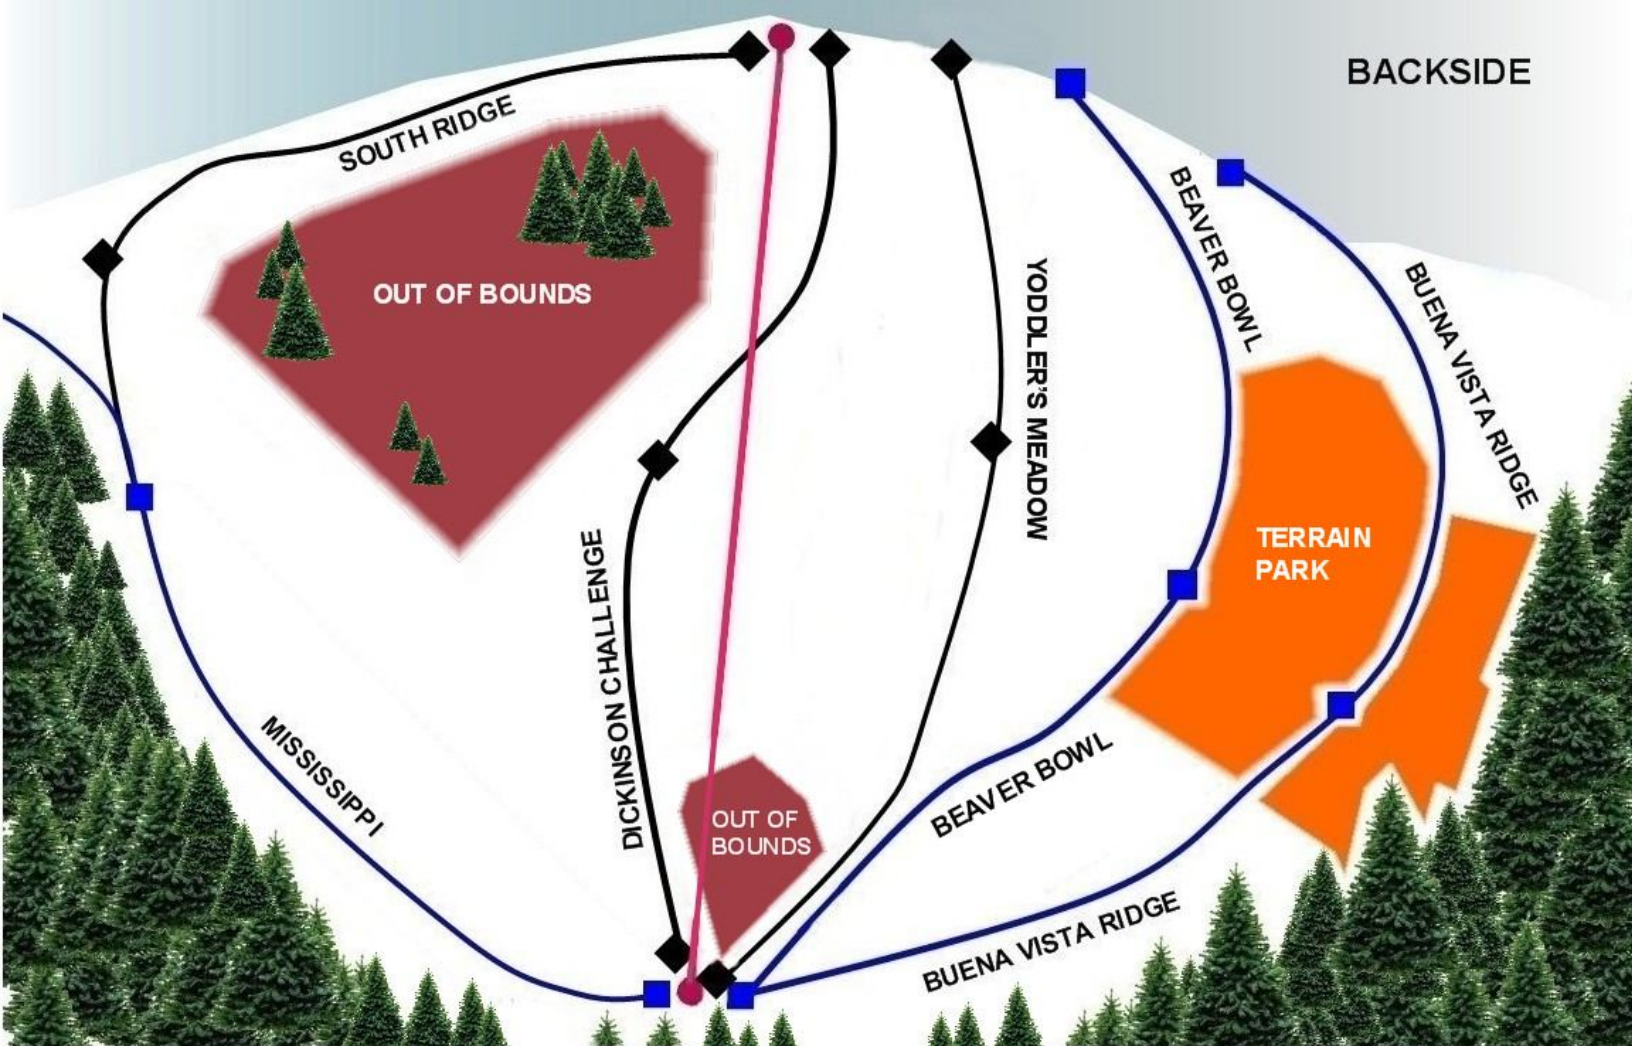 BACKSIDE
SOUTH RIDGE
BEAVER BOWL
BUENA VISTA RIDGE
YODDLER'S MEADOW
OUT OF BOUNDS
TERRAIN
PARK
DICKINSON CHALLENGE
MISSISSIPPI
BEAVER BOWL
OUT OF
BOUNDS
BUENA VISTA RIDGE